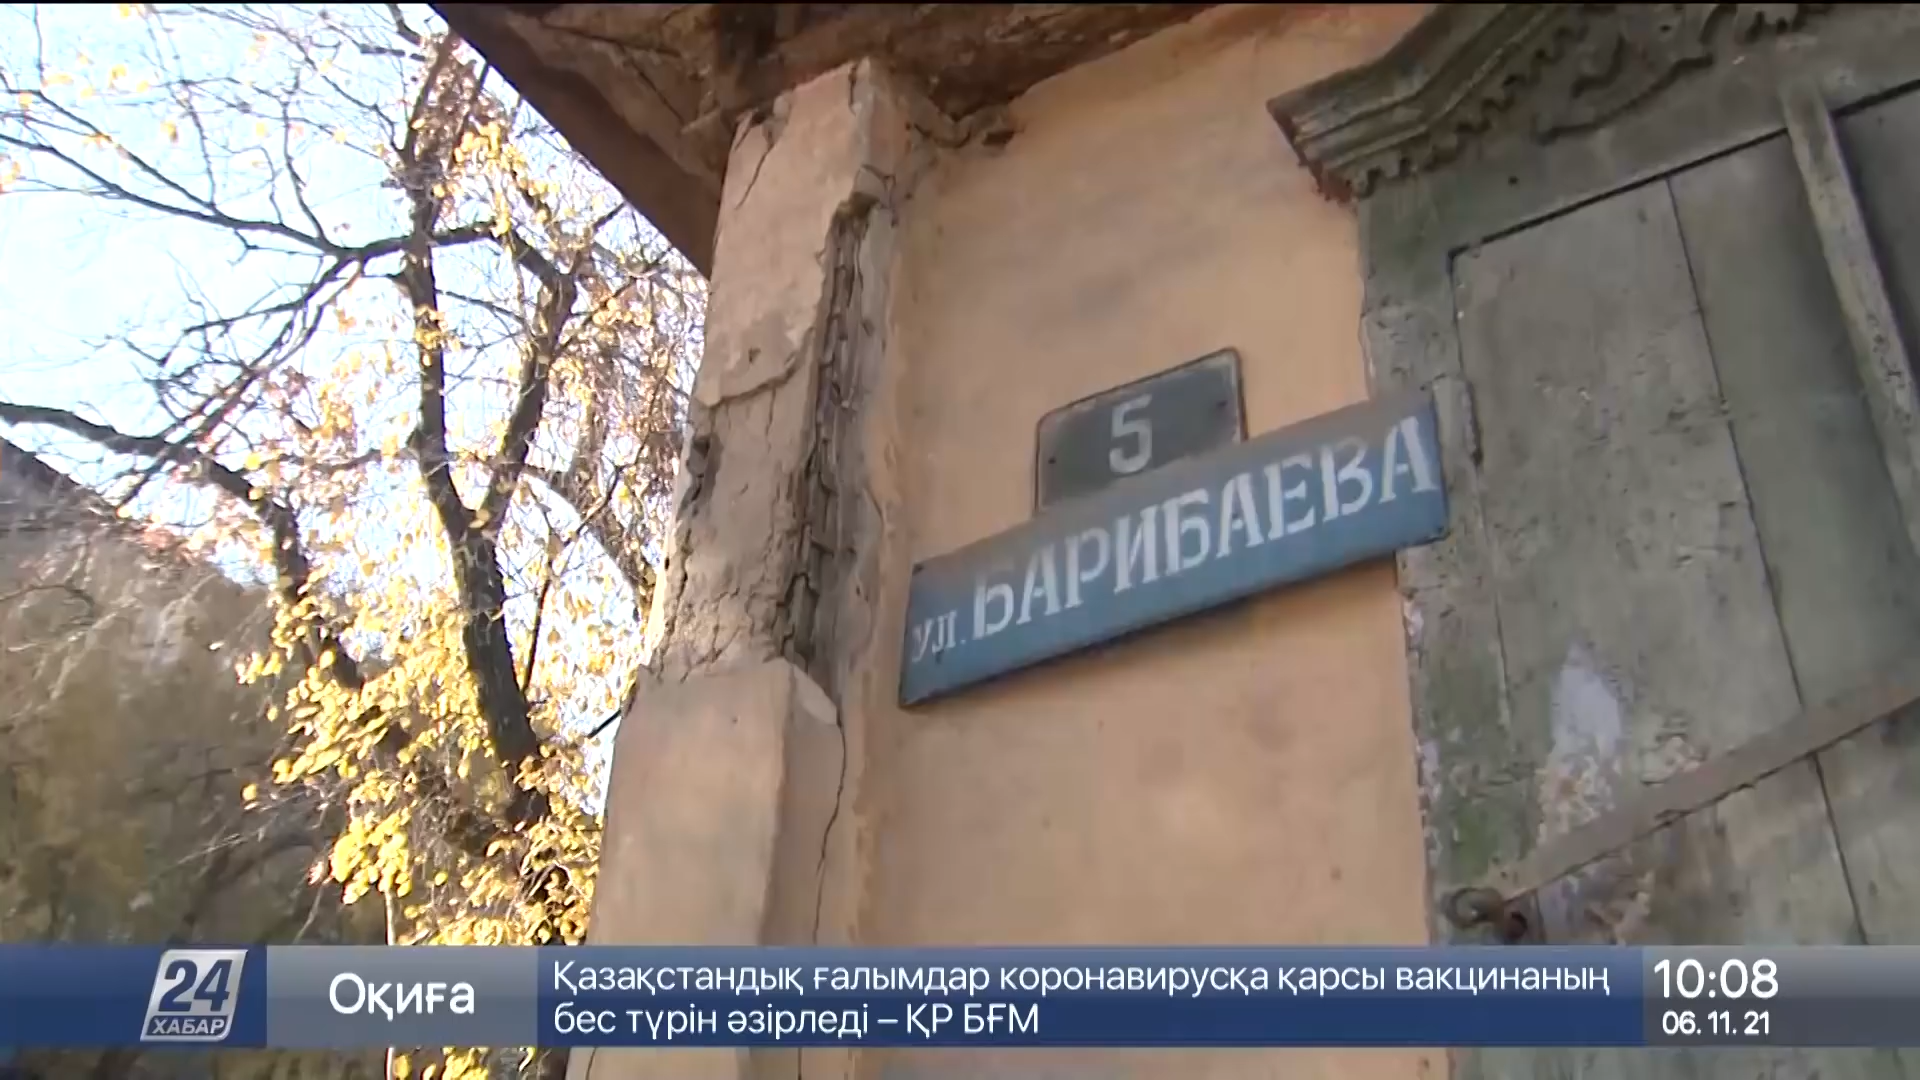 5
ул. БАРИБАЕВА
24
ХАБАР
Оқиға
Қазақстандық ғалымдар коронавирусқа қарсы вакцинаның
бес түрін әзірледі – ҚР БҒМ
10:08
06. 11. 21